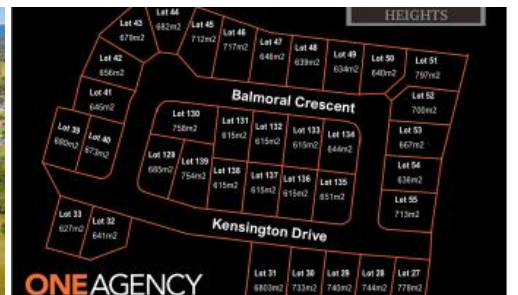 HEIGHTS
Lot 44
682m2
Lot 43
679m2
Lot 45
712m2
Lot 46
717m2
Lot 47
646m2
Lot 48
639m2
Lot 49
634m2
Lot 50
640m2
Lot 51
797m2
Lot 42
656m2
Lot 41
646m2
Lot 52
700m2
Balmoral Crescent
Lot 39
680m2
Lot 40
673m2
Lot 130
758m2
Lot 131
615m2
Lot 132
615m2
Lot 133
615m2
Lot 134
644m2
Lot 53
667m2
Lot 129
685m2
Lot 139
754m2
Lot 138
615m2
Lot 137
615m2
Lot 136
615m2
Lot 135
651m2
Lot 54
636m2
Lot 55
713m2
Lot 33
627m2
Lot 32
641m2
Kensington Drive
Lot 31
6803m2
Lot 30
733m2
Lot 29
740m2
Lot 28
744m2
Lot 27
778m2
ONEAGENCY